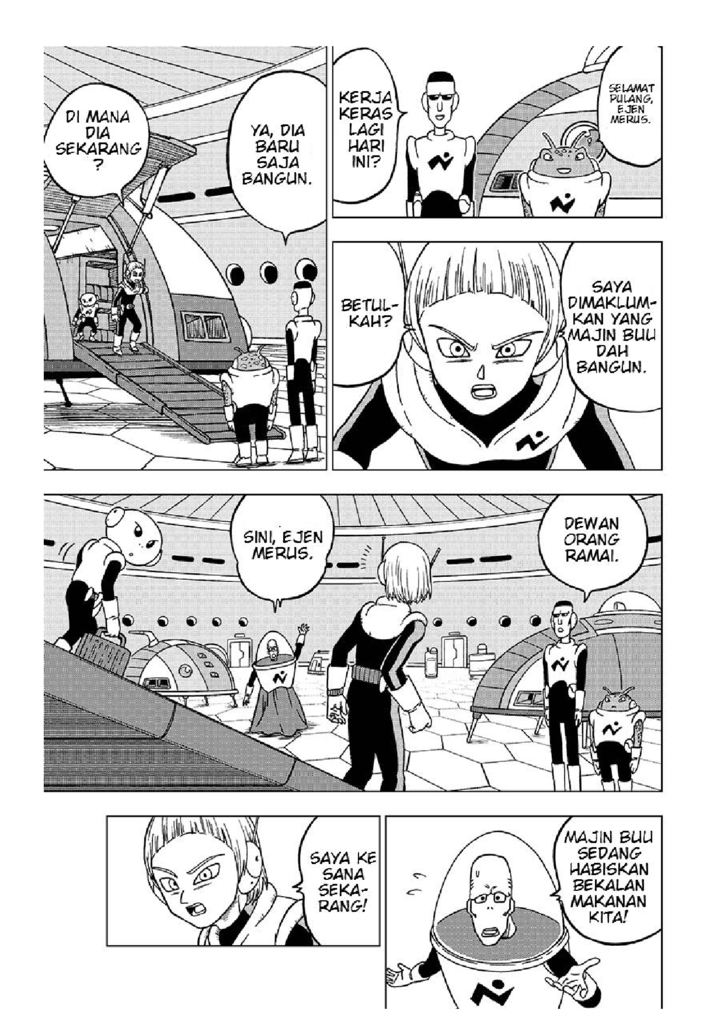 SELAMAT
PULANG,
EJEN
MERUS.
KERJA
KERAS
LAGI
HARI
INI?
YA, DIA
BARU
SAJA
BANGUN.
DI MANA
DIA
SEKARANG
?
SAYA
DIMAKLUM-
KAN YANG
MAJIN BUU
DAH
BANGUN.
BETUL-
KAH?
DEWAN
ORANG
RAMAI.
SINI, EJEN
MERUS.
MAJIN BUU
SEDANG
HABISKAN
BEKALAN
MAKANAN
KITA!
SAYA KE
SANA
SEKA-
RANG!